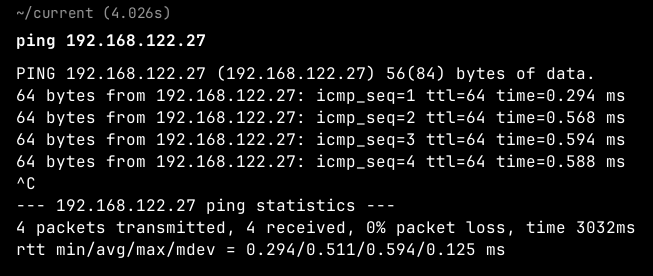 ~/current (4.026s)
ping 192.168.122.27
PING 192.168.122.27 (192.168.122.27) 56(84) bytes of data.
64 bytes from 192.168.122.27: icmp_seq=1 ttl=64 time=0.294 ms
64 bytes from 192.168.122.27: icmp_seq=2 ttl=64 time=0.568 ms
64 bytes from 192.168.122.27: icmp_seq=3 ttl=64 time=0.594 ms
64 bytes from 192.168.122.27: icmp_seq=4 ttl=64 time=0.588 ms
^C
--- 192.168.122.27 ping statistics ---
4 packets transmitted, 4 received, 0% packet loss, time 3032ms
rtt min/avg/max/mdev = 0.294/0.511/0.594/0.125 ms